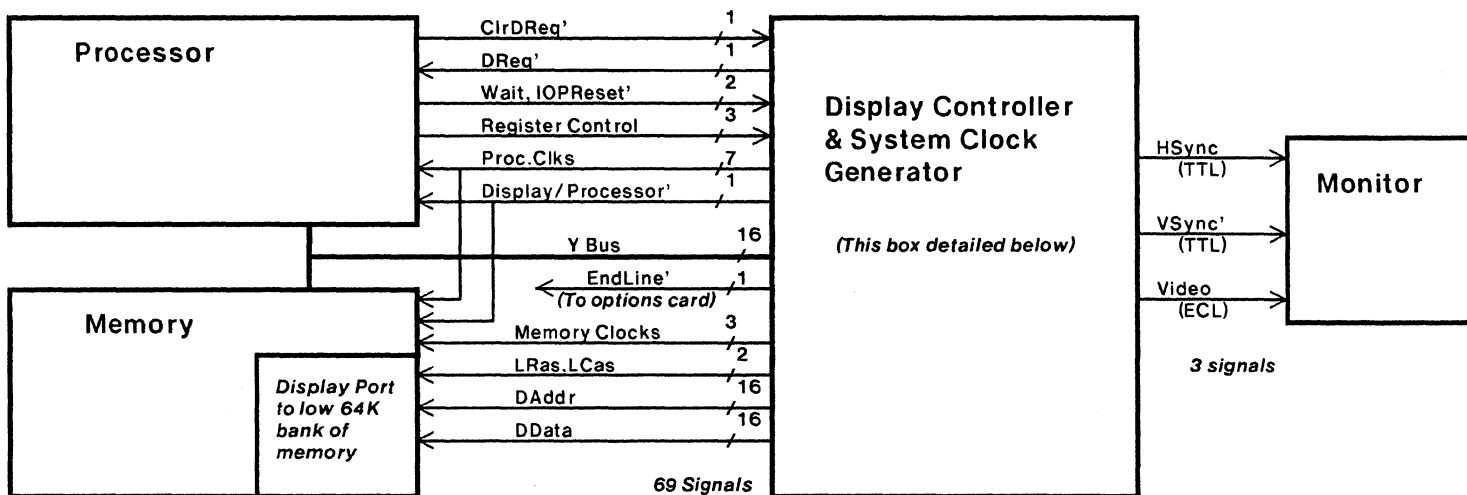 Processor
ClrDReq' 1
DReq' 1
Wait, IOPReset' 2
Register Control 3
Proc.Clks 7
Display/Processor' 1
Y Bus 16
EndLine' 1
(To options card)
Memory
Memory Clocks 3
LRas.LCas 2
DAddr 16
DData 16
Display Port
to low 64K
bank of
memory
69 Signals
Display Controller
& System Clock
Generator
(This box detailed below)
HSync
(TTL)
VSync'
(TTL)
Video
(ECL)
3 signals
Monitor